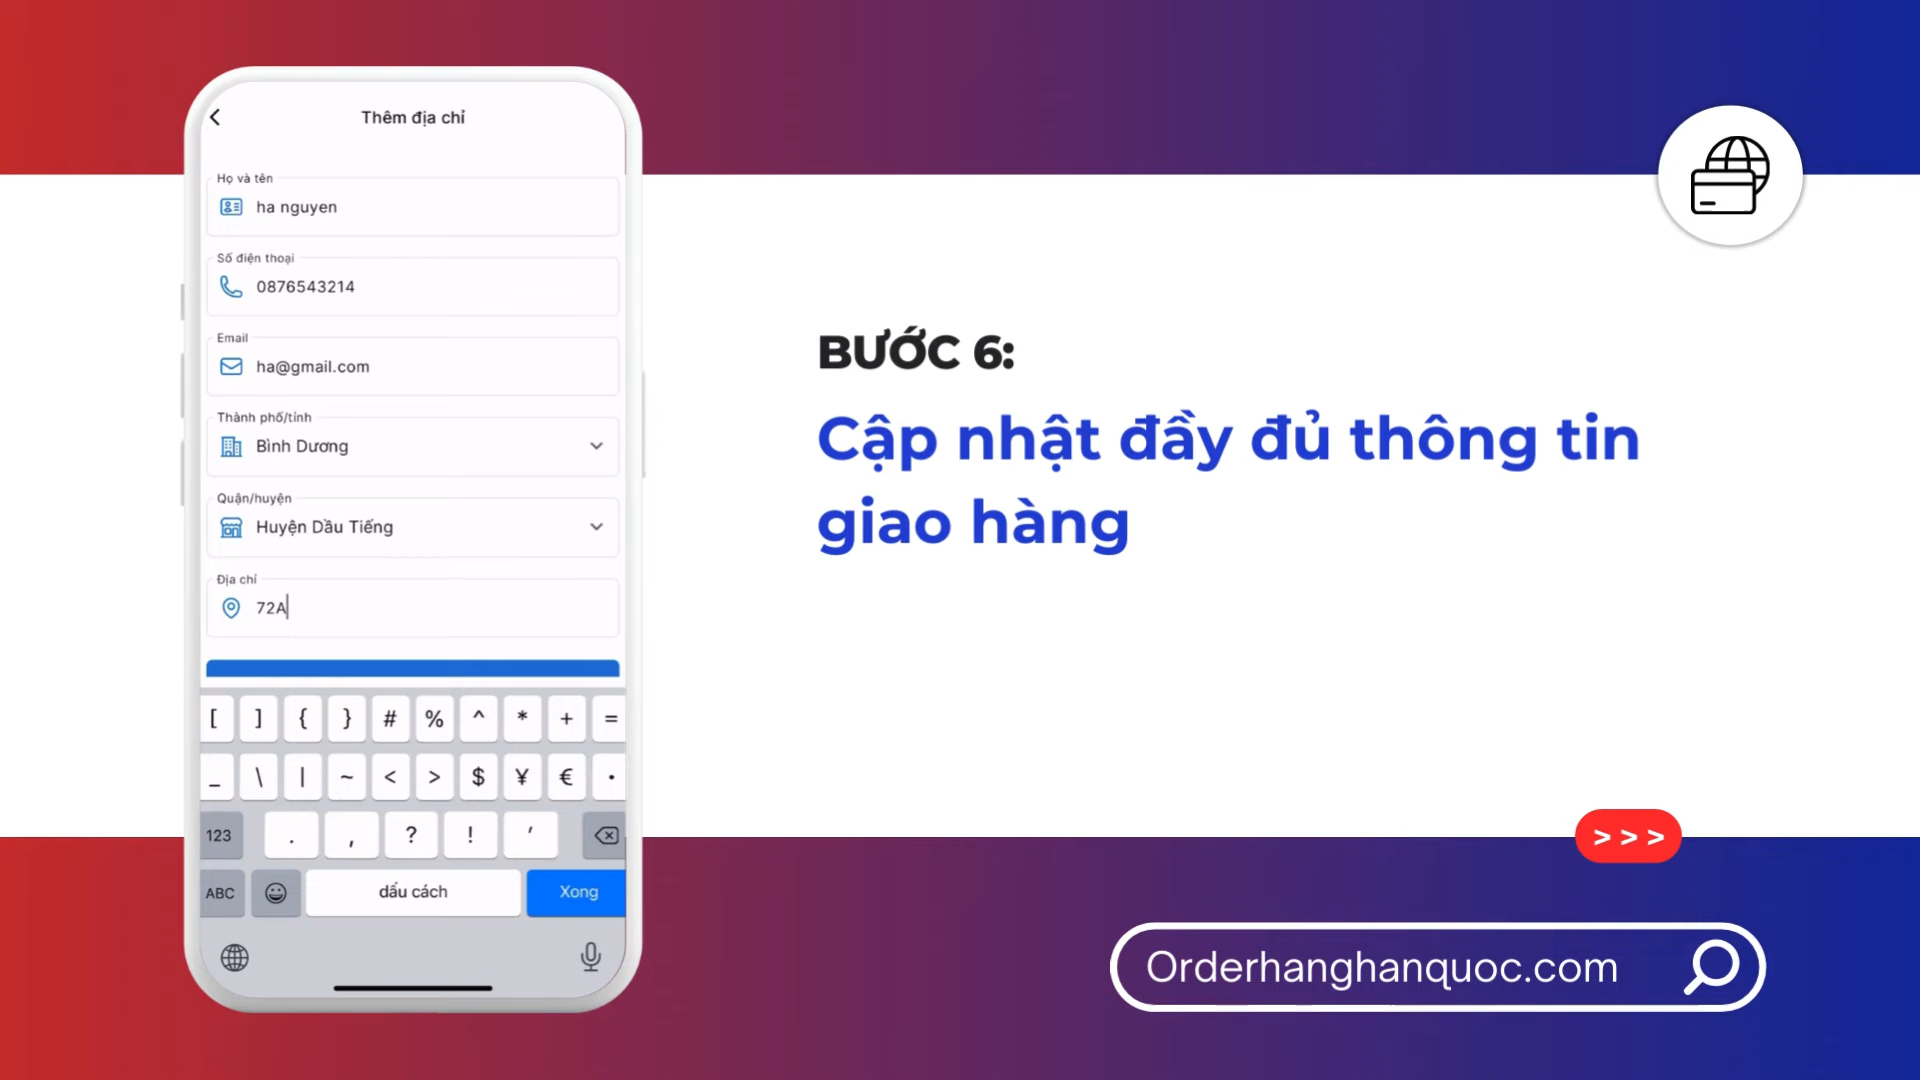 Thêm địa chỉ
Họ và tên
ha nguyen
Số điện thoại
0876543214
Email
ha@gmail.com
Thành phố/tỉnh
Bình Dương
Quận/huyện
Huyện Dầu Tiếng
Địa chỉ
72A
[ ] { } # % ^ * + =
_ \ | ~ < > $ ¥ € •
123 . , ? ! ′
ABC dấu cách Xong
BƯỚC 6:
Cập nhật đầy đủ thông tin
giao hàng
> > >
Orderhanghanquoc.com